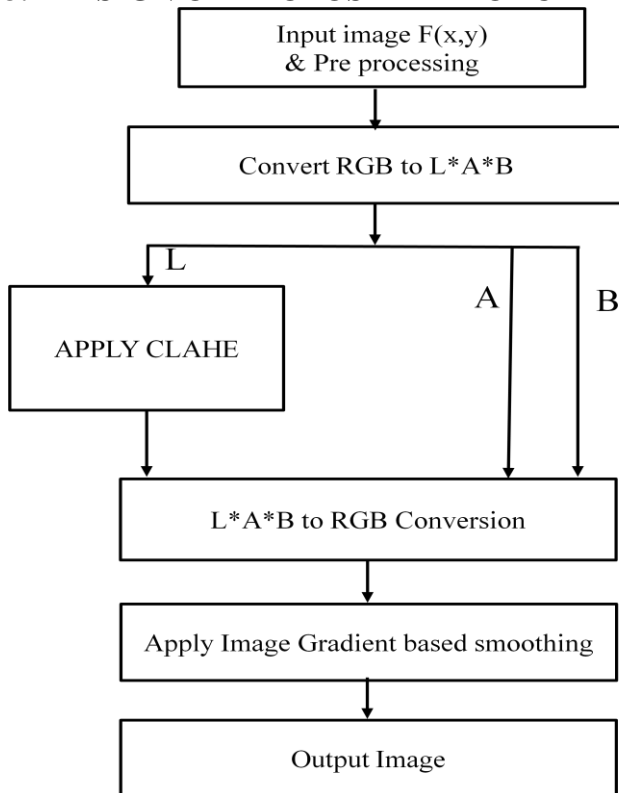 Input image F(x,y)
& Pre processing
Convert RGB to L*A*B
L
A
B
APPLY CLAHE
L*A*B to RGB Conversion
Apply Image Gradient based smoothing
Output Image